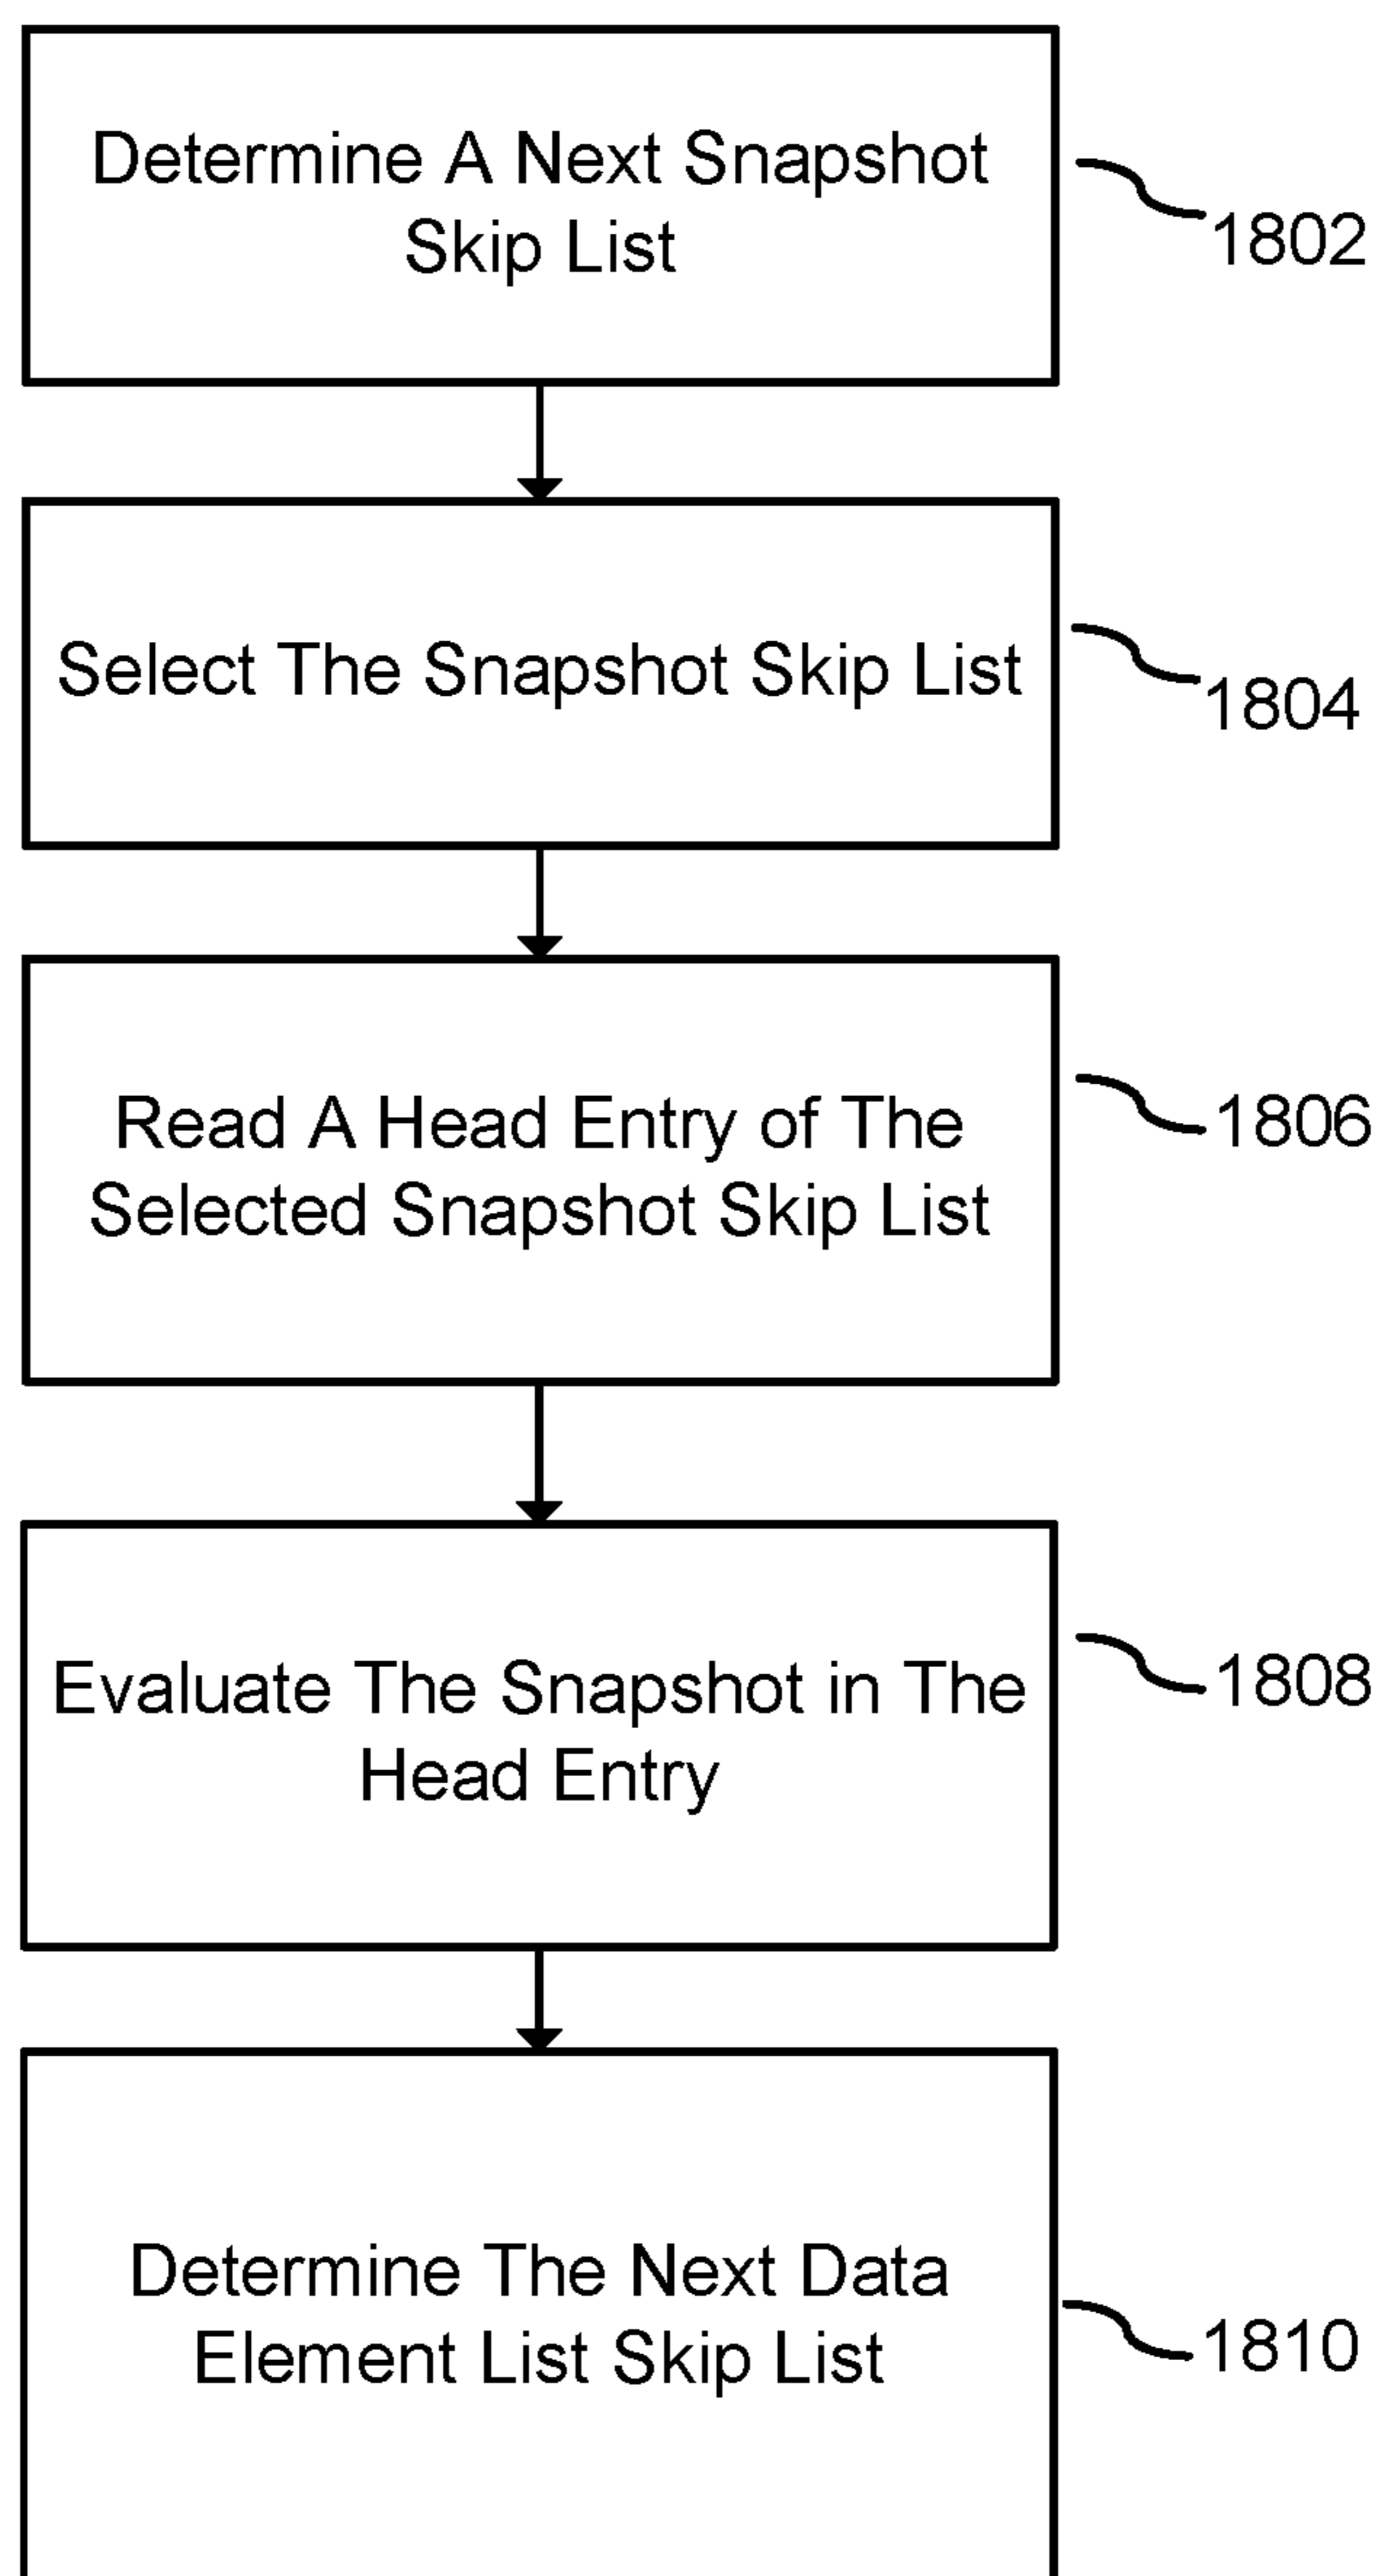 Determine A Next Snapshot
Skip List
1802
Select The Snapshot Skip List
1804
Read A Head Entry of The
Selected Snapshot Skip List
1806
Evaluate The Snapshot in The
Head Entry
1808
Determine The Next Data
Element List Skip List
1810